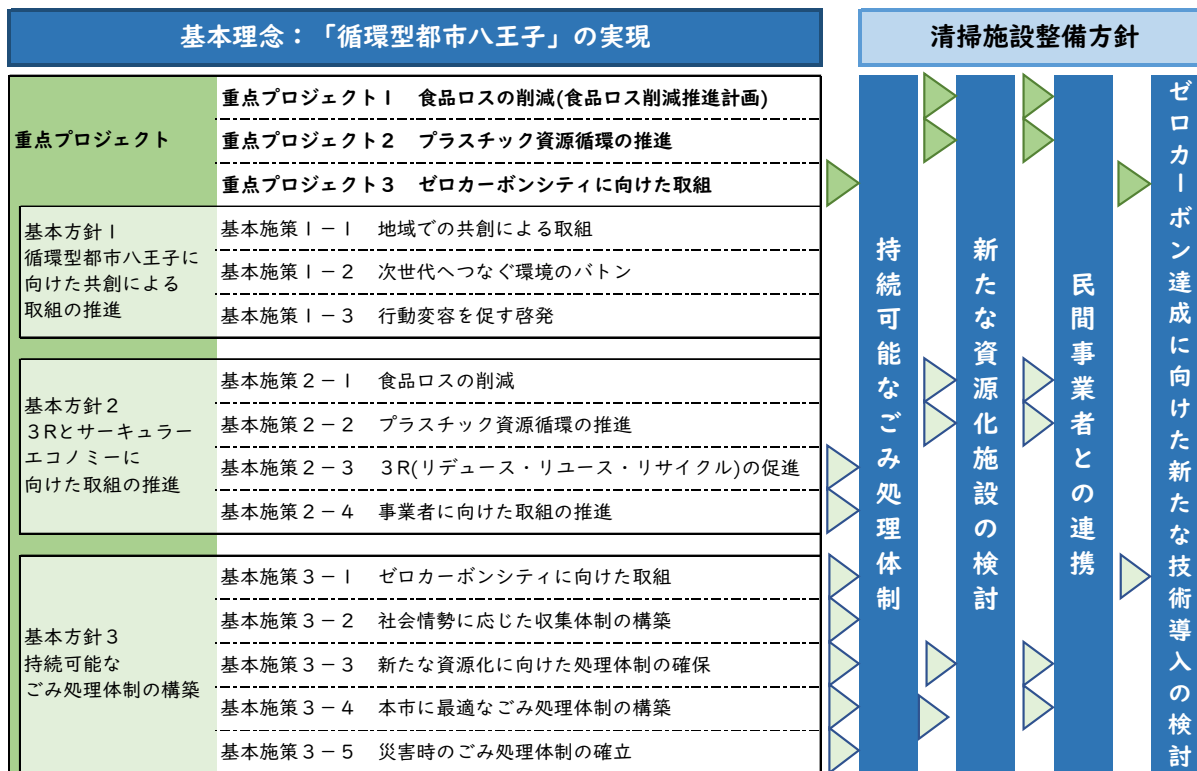 基本理念：「循環型都市八王子」の実現
清掃施設整備方針
重点プロジェクト
重点プロジェクト１　食品ロスの削減(食品ロス削減推進計画)
重点プロジェクト２　プラスチック資源循環の推進
重点プロジェクト３　ゼロカーボンシティに向けた取組
基本方針１
循環型都市八王子に
向けた共創による
取組の推進
基本施策１－１　地域での共創による取組
基本施策１－２　次世代へつなぐ環境のバトン
基本施策１－３　行動変容を促す啓発
基本方針２
３Rとサーキュラー
エコノミーに
向けた取組の推進
基本施策２－１　食品ロスの削減
基本施策２－２　プラスチック資源循環の推進
基本施策２－３　３R(リデュース・リユース・リサイクル)の促進
基本施策２－４　事業者に向けた取組の推進
基本方針３
持続可能な
ごみ処理体制の構築
基本施策３－１　ゼロカーボンシティに向けた取組
基本施策３－２　社会情勢に応じた収集体制の構築
基本施策３－３　新たな資源化に向けた処理体制の確保
基本施策３－４　本市に最適なごみ処理体制の構築
基本施策３－５　災害時のごみ処理体制の確立
持続可能なごみ処理体制
新たな資源化施設の検討
民間事業者との連携
ゼロカーボン達成に向けた新たな技術導入の検討